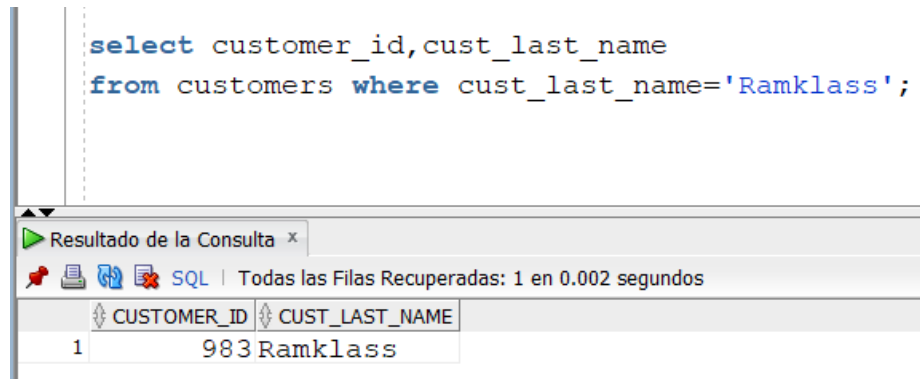 select customer_id,cust_last_name
from customers where cust_last_name='Ramklass';
Resultado de la Consulta x
SQL | Todas las Filas Recuperadas: 1 en 0.002 segundos
CUSTOMER_ID CUST_LAST_NAME
1 983 Ramklass